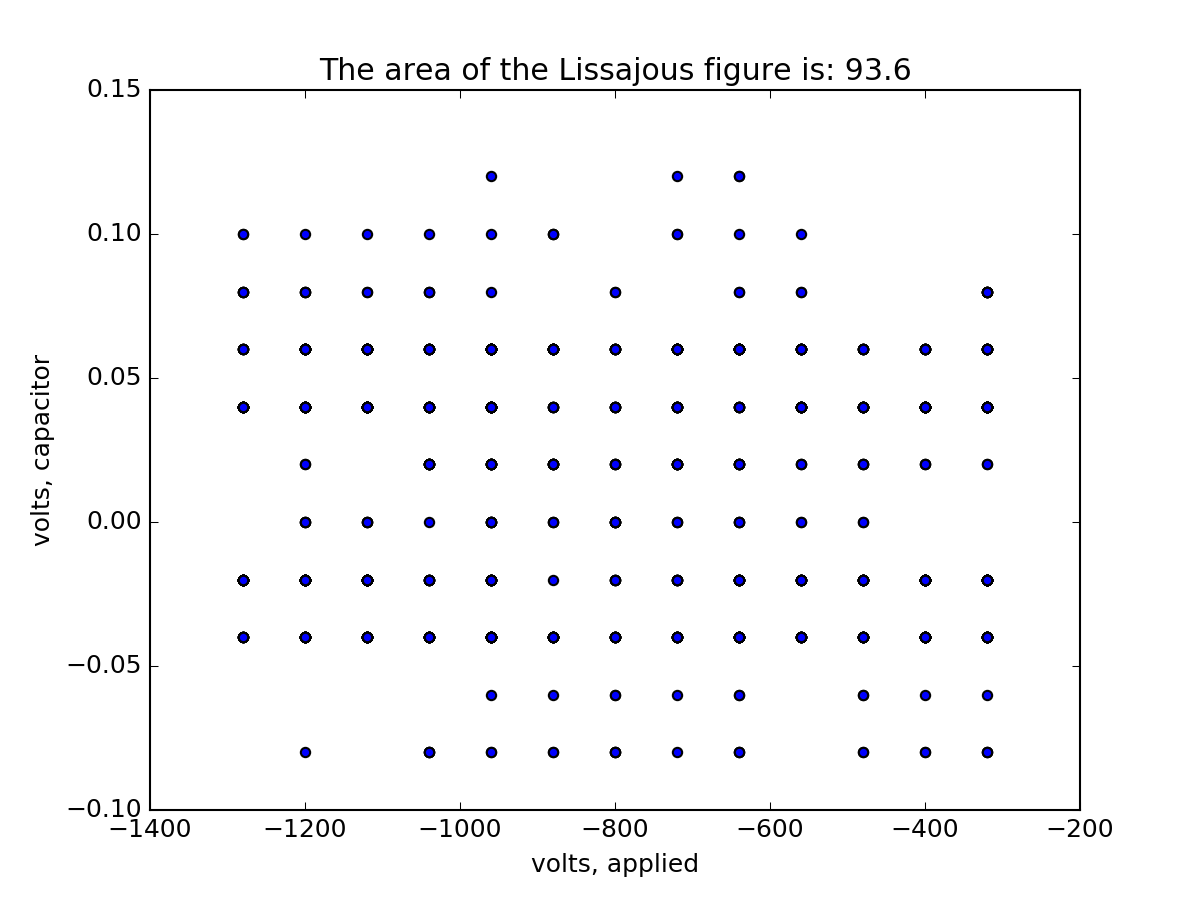 The area of the Lissajous figure is: 93.6
0.15
0.10
0.05
0.00
−0.05
−0.10
volts, capacitor
−1400 −1200 −1000 −800 −600 −400 −200
volts, applied